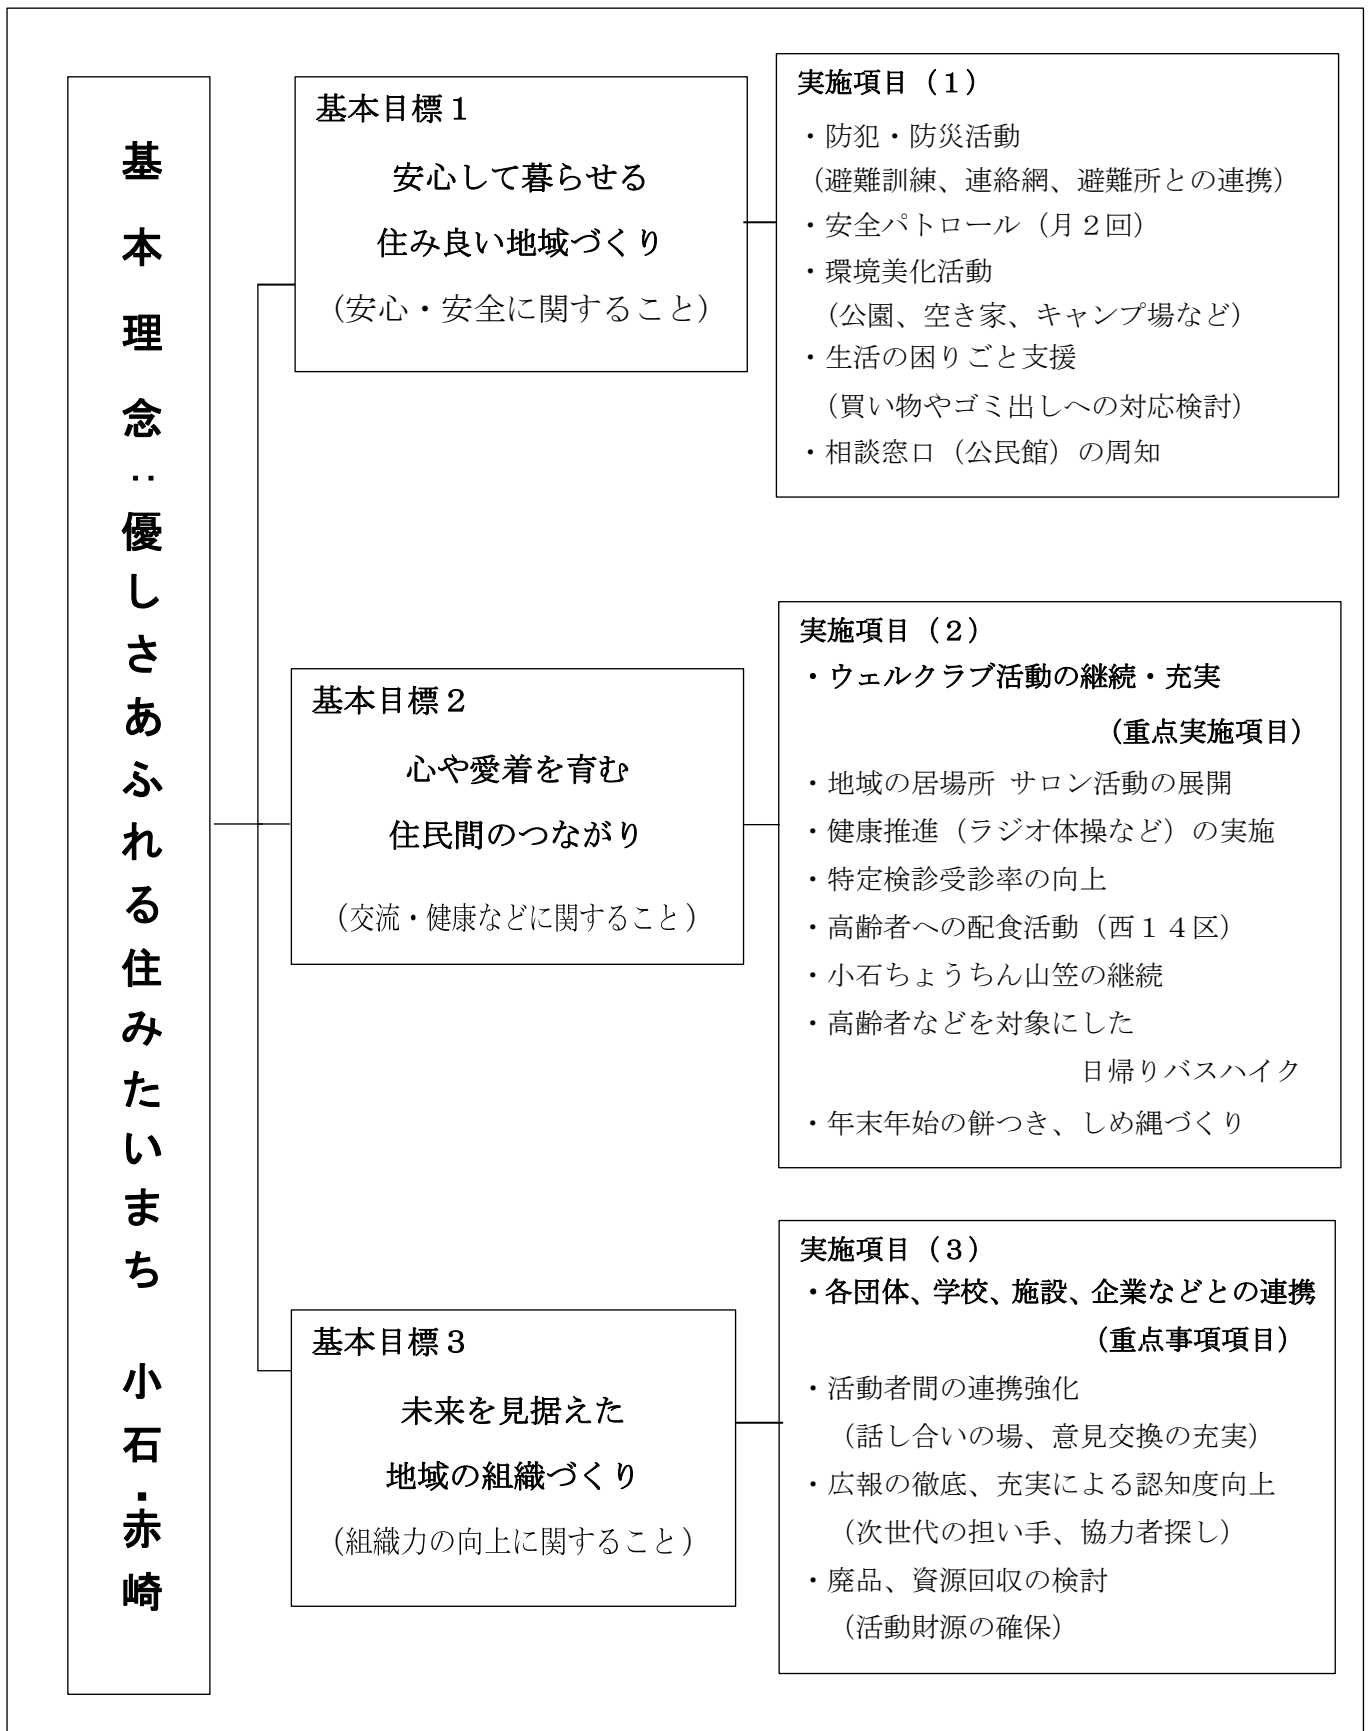 基本理念：優しさあふれる住みたいまち　小石・赤崎
基本目標１
安心して暮らせる
住み良い地域づくり
（安心・安全に関すること）
実施項目（１）
・防犯・防災活動
（避難訓練、連絡網、避難所との連携）
・安全パトロール（月２回）
・環境美化活動
（公園、空き家、キャンプ場など）
・生活の困りごと支援
（買い物やゴミ出しへの対応検討）
・相談窓口（公民館）の周知
基本目標２
心や愛着を育む
住民間のつながり
（交流・健康などに関すること）
実施項目（２）
・ウェルクラブ活動の継続・充実
（重点実施項目）
・地域の居場所 サロン活動の展開
・健康推進（ラジオ体操など）の実施
・特定検診受診率の向上
・高齢者への配食活動（西１４区）
・小石ちょうちん山笠の継続
・高齢者などを対象にした
日帰りバスハイク
・年末年始の餅つき、しめ縄づくり
基本目標３
未来を見据えた
地域の組織づくり
（組織力の向上に関すること）
実施項目（３）
・各団体、学校、施設、企業などとの連携
（重点事項項目）
・活動者間の連携強化
（話し合いの場、意見交換の充実）
・広報の徹底、充実による認知度向上
（次世代の担い手、協力者探し）
・廃品、資源回収の検討
（活動財源の確保）